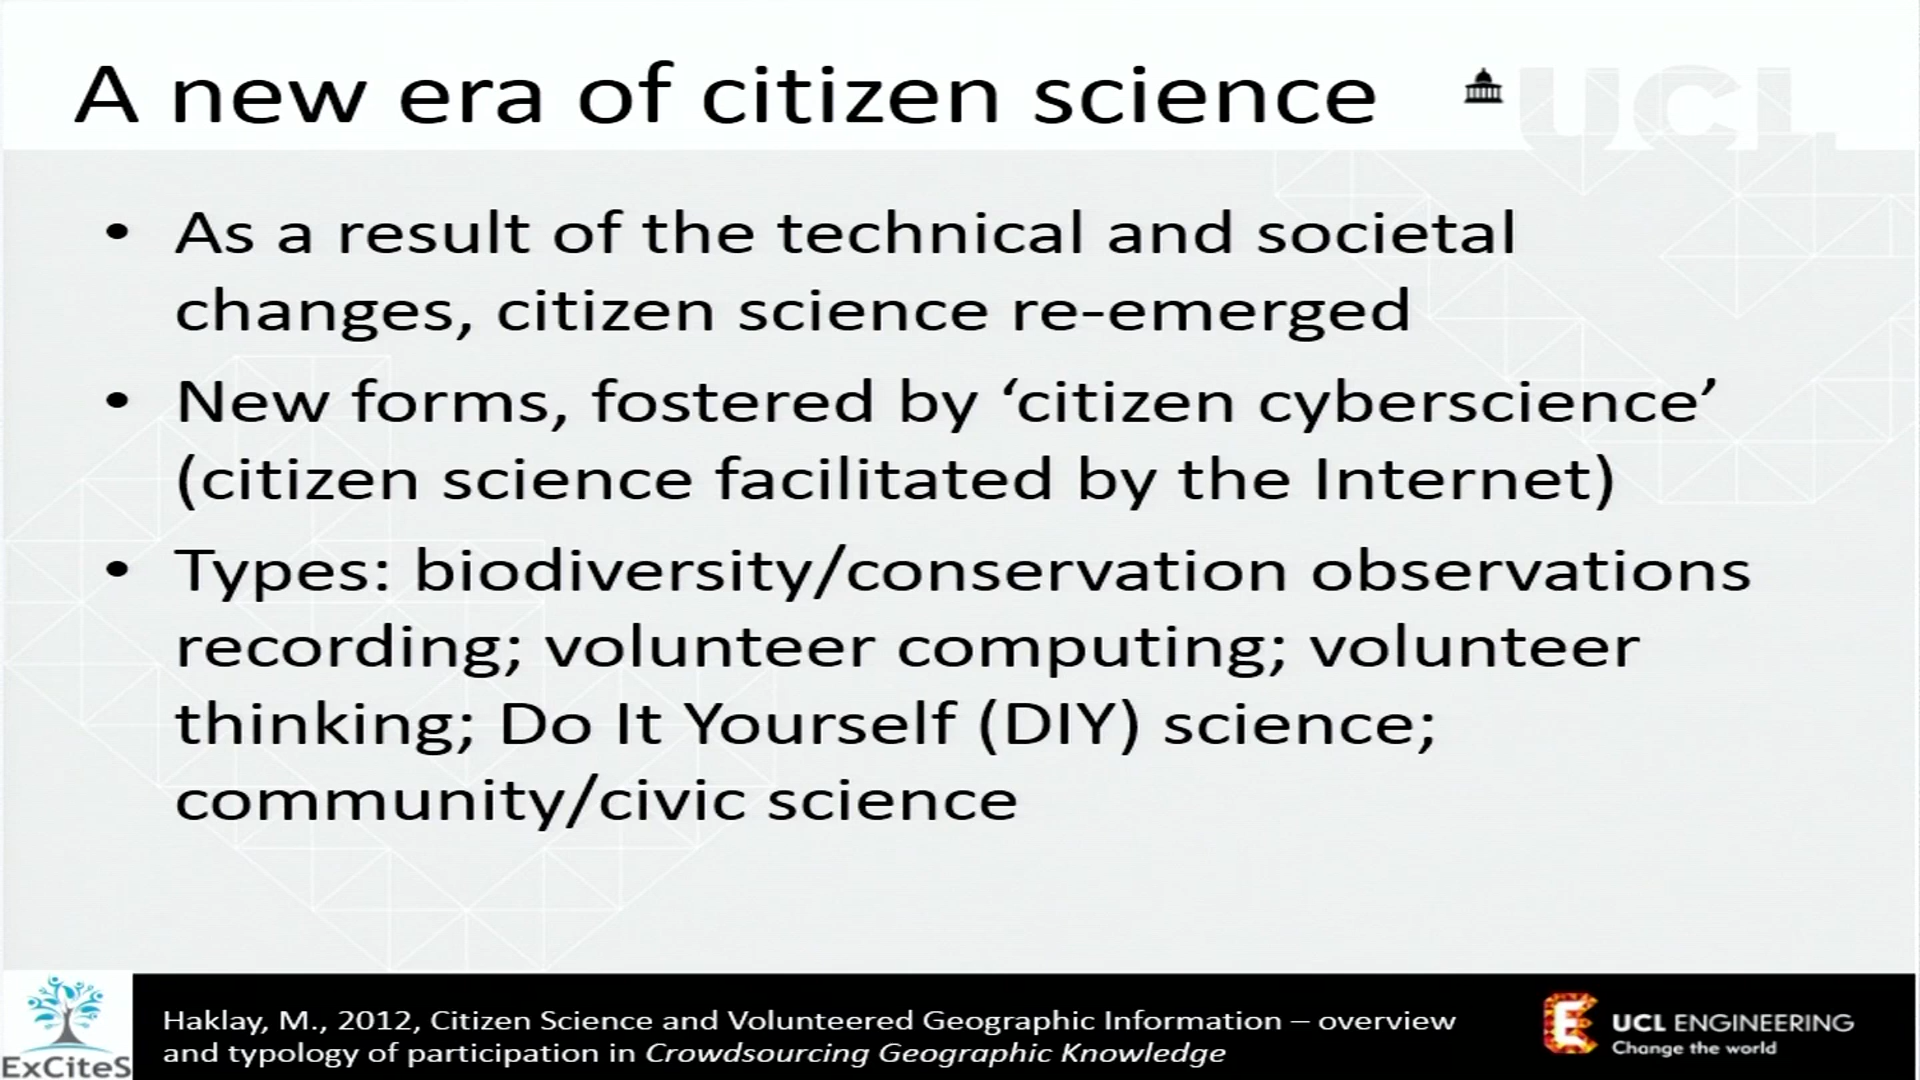 A new era of citizen science
UCL
• As a result of the technical and societal
changes, citizen science re-emerged
• New forms, fostered by ‘citizen cyberscience’
(citizen science facilitated by the Internet)
• Types: biodiversity/conservation observations
recording; volunteer computing; volunteer
thinking; Do It Yourself (DIY) science;
community/civic science
ExCiteS
Haklay, M., 2012, Citizen Science and Volunteered Geographic Information – overview
and typology of participation in Crowdsourcing Geographic Knowledge
UCL ENGINEERING
Change the world